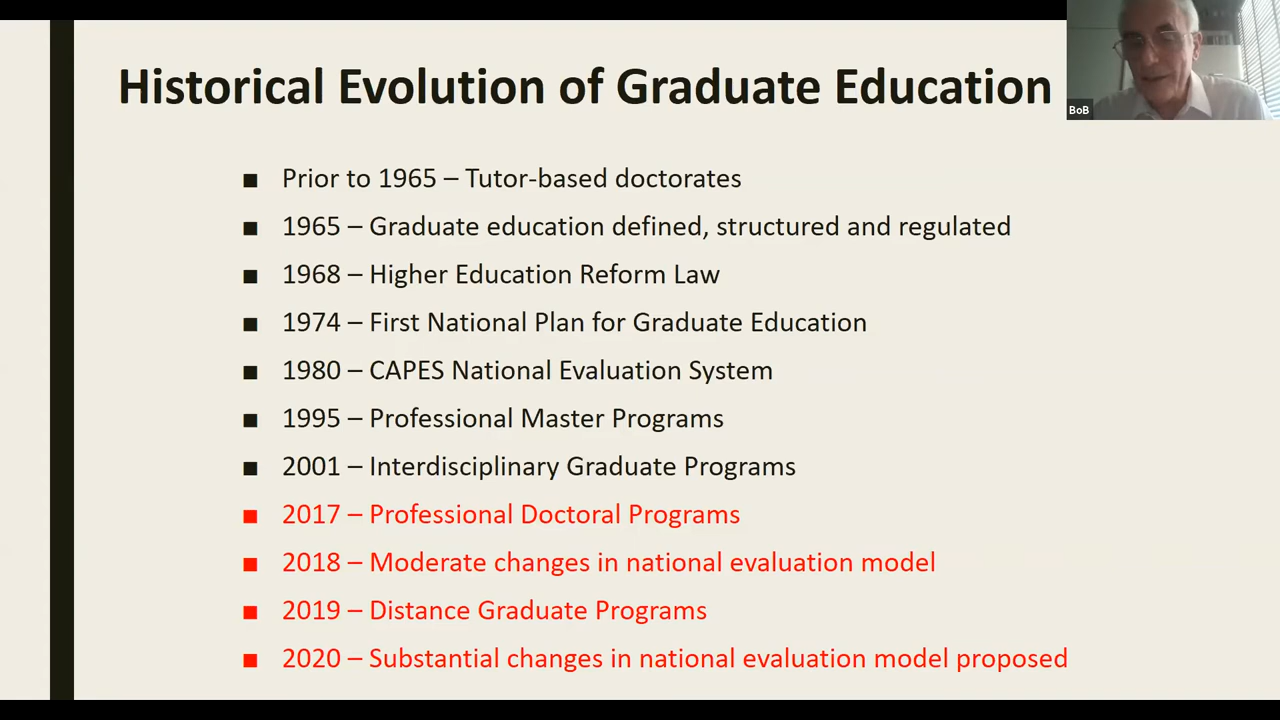 Historical Evolution of Graduate Education
BoB
■ Prior to 1965 – Tutor-based doctorates
■ 1965 – Graduate education defined, structured and regulated
■ 1968 – Higher Education Reform Law
■ 1974 – First National Plan for Graduate Education
■ 1980 – CAPES National Evaluation System
■ 1995 – Professional Master Programs
■ 2001 – Interdisciplinary Graduate Programs
■ 2017 – Professional Doctoral Programs
■ 2018 – Moderate changes in national evaluation model
■ 2019 – Distance Graduate Programs
■ 2020 – Substantial changes in national evaluation model proposed